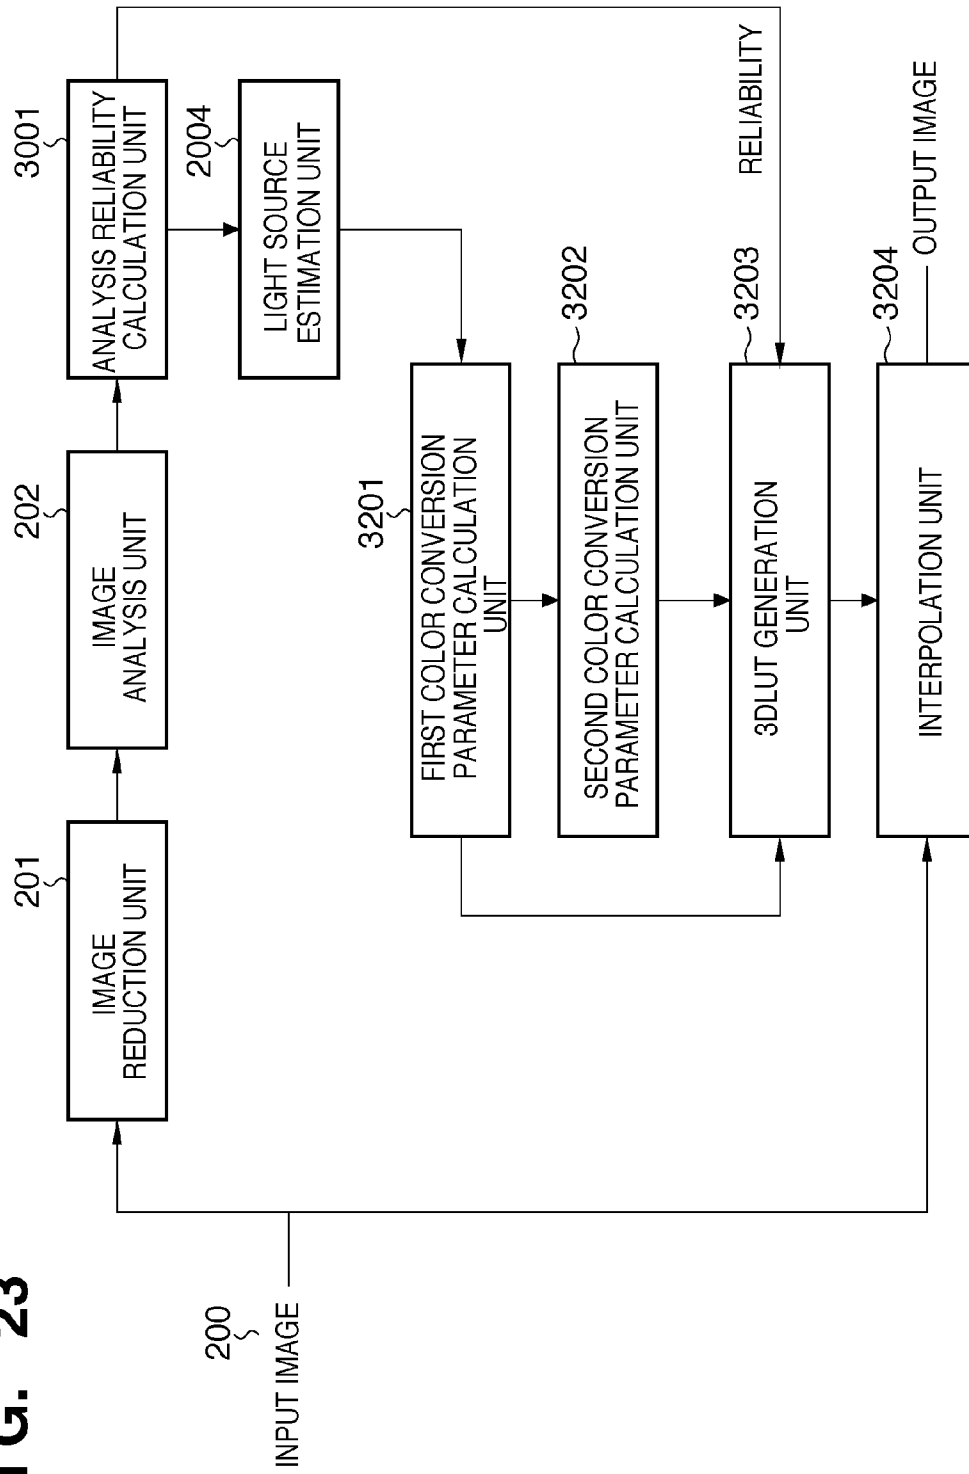 FIG. 23
200
INPUT IMAGE
201
IMAGE
REDUCTION UNIT
202
IMAGE
ANALYSIS UNIT
3001
ANALYSIS RELIABILITY
CALCULATION UNIT
2004
LIGHT SOURCE
ESTIMATION UNIT
3201
FIRST COLOR CONVERSION
PARAMETER CALCULATION
UNIT
3202
SECOND COLOR CONVERSION
PARAMETER CALCULATION UNIT
RELIABILITY
3203
3DLUT GENERATION
UNIT
3204
INTERPOLATION UNIT
OUTPUT IMAGE